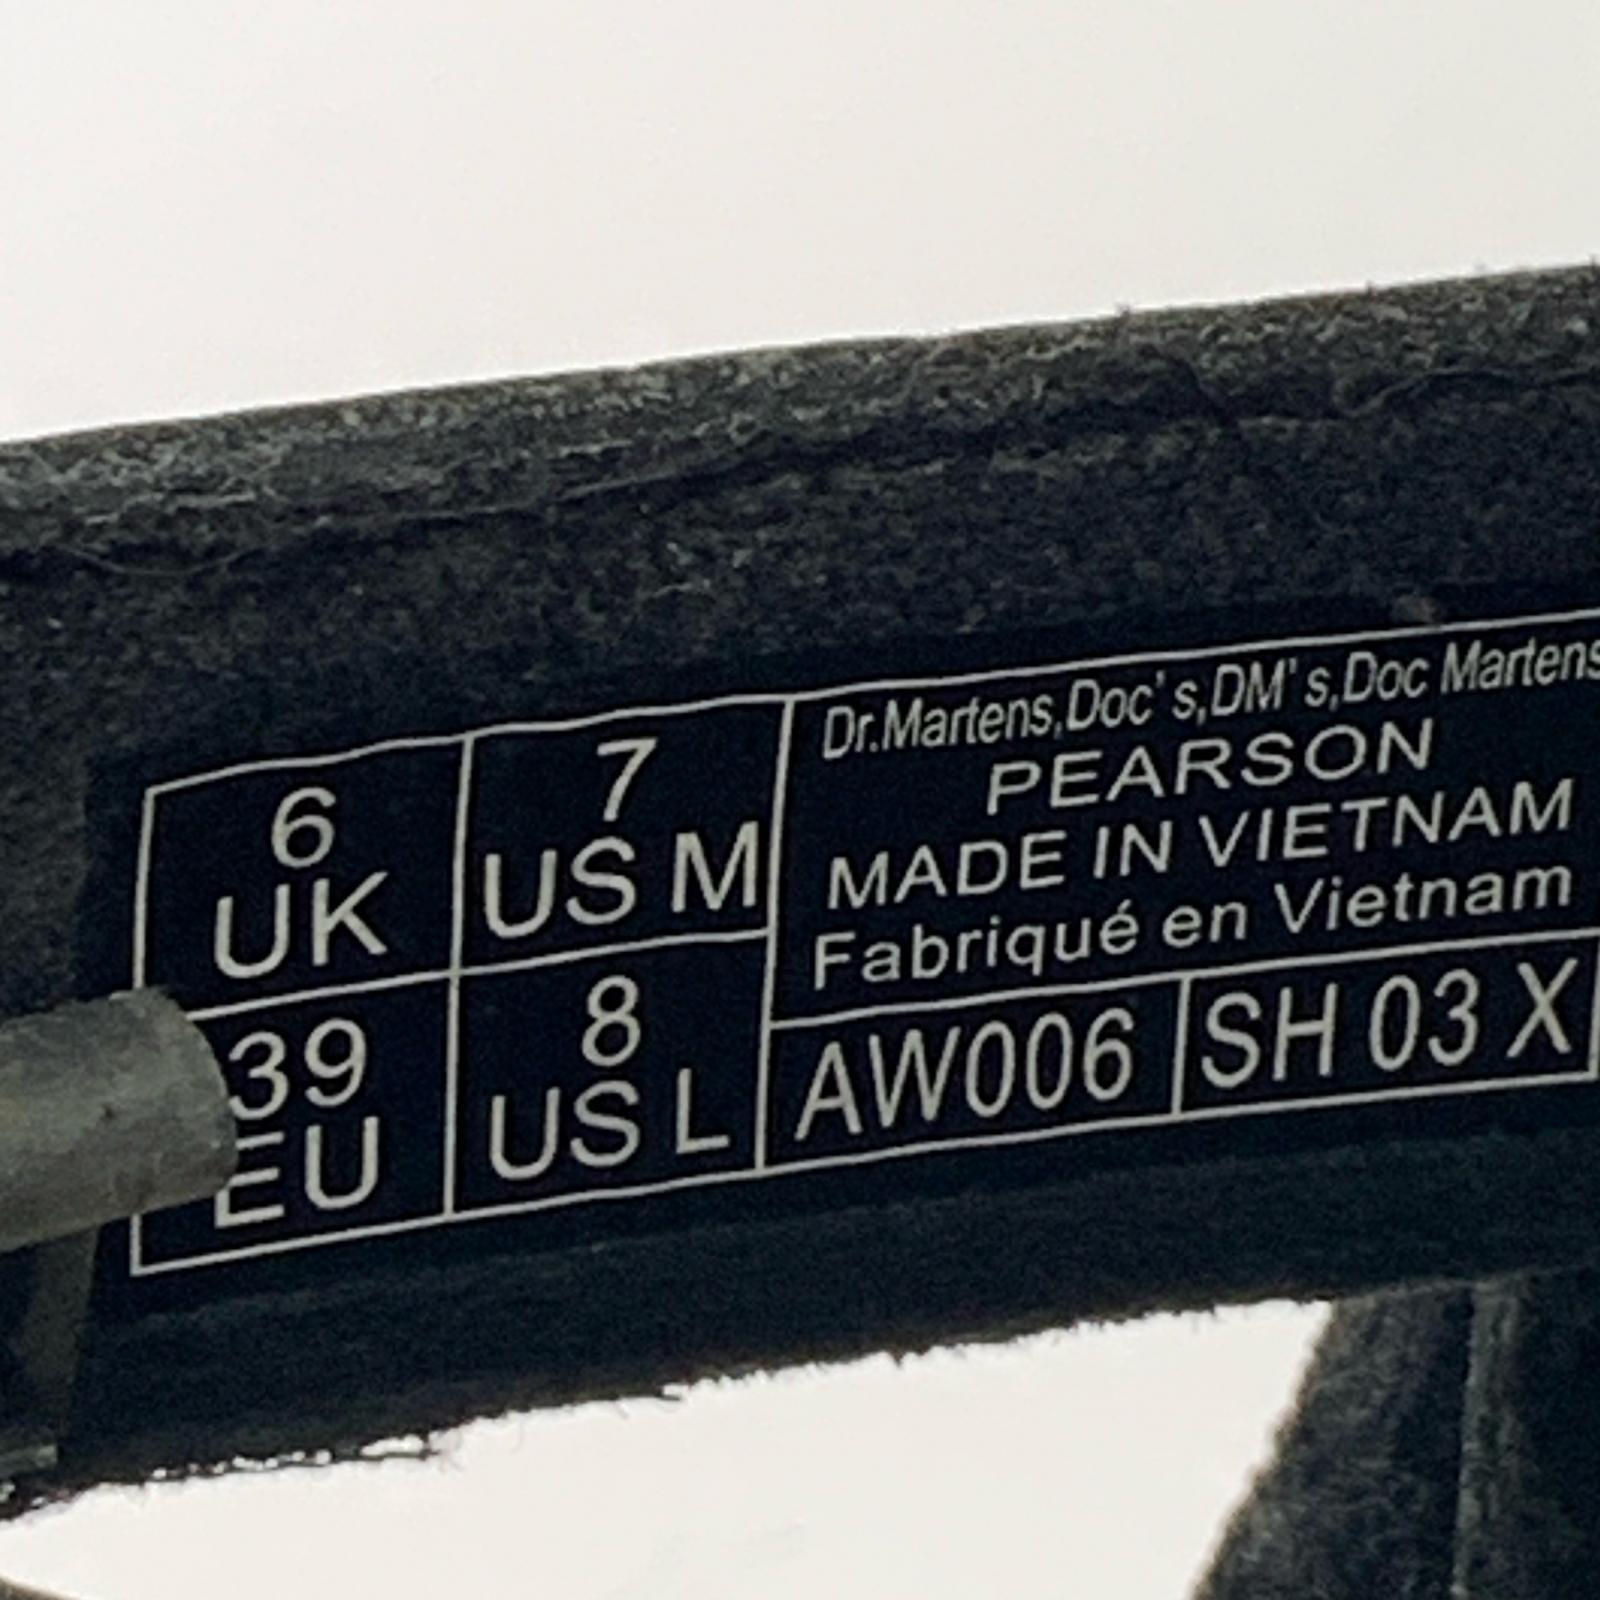 6
UK
7
US M
39
EU
8
US L
Dr.Martens,Doc's,DM's,Doc Martens
PEARSON
MADE IN VIETNAM
Fabriqué en Vietnam
AW006
SH 03 X